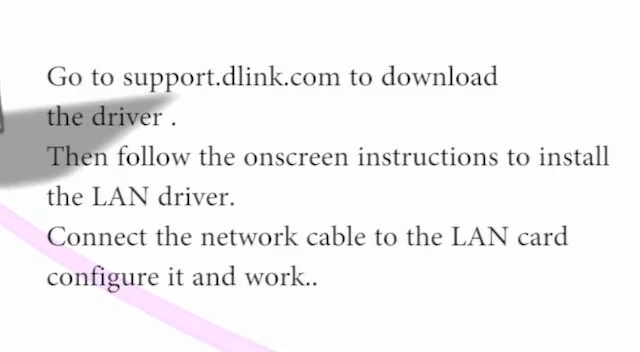 Go to support.dlink.com to download
the driver .
Then follow the onscreen instructions to install
the LAN driver.
Connect the network cable to the LAN card
configure it and work..